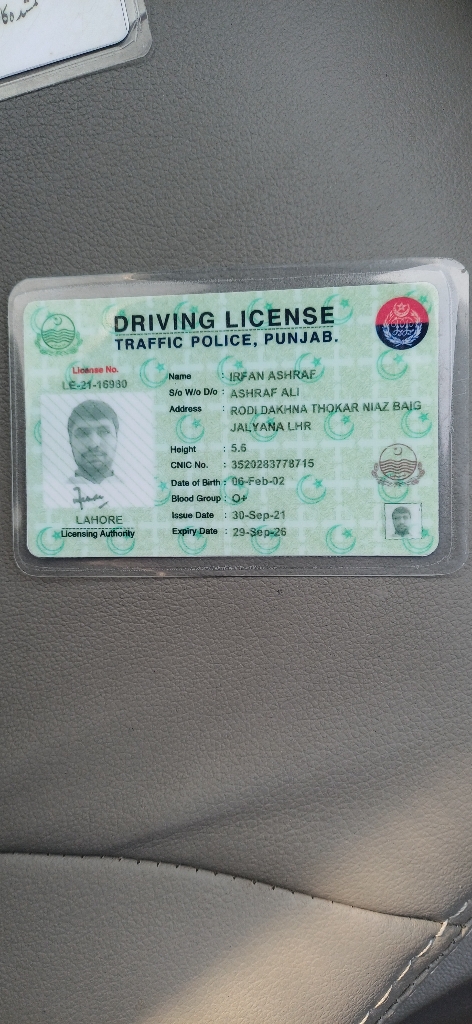 DRIVING LICENSE
TRAFFIC POLICE, PUNJAB.
License No.
LE-21-16980
Name : IRFAN ASHRAF
S/o W/o D/o : ASHRAF ALI
Address : RODI DAKHNA THOKAR NIAZ BAIG
JALYANA LHR
Height : 5.6
CNIC No. : 3520283778715
Date of Birth : 06-Feb-02
Blood Group : O+
Issue Date : 30-Sep-21
Expiry Date : 29-Sep-26
LAHORE
Licensing Authority